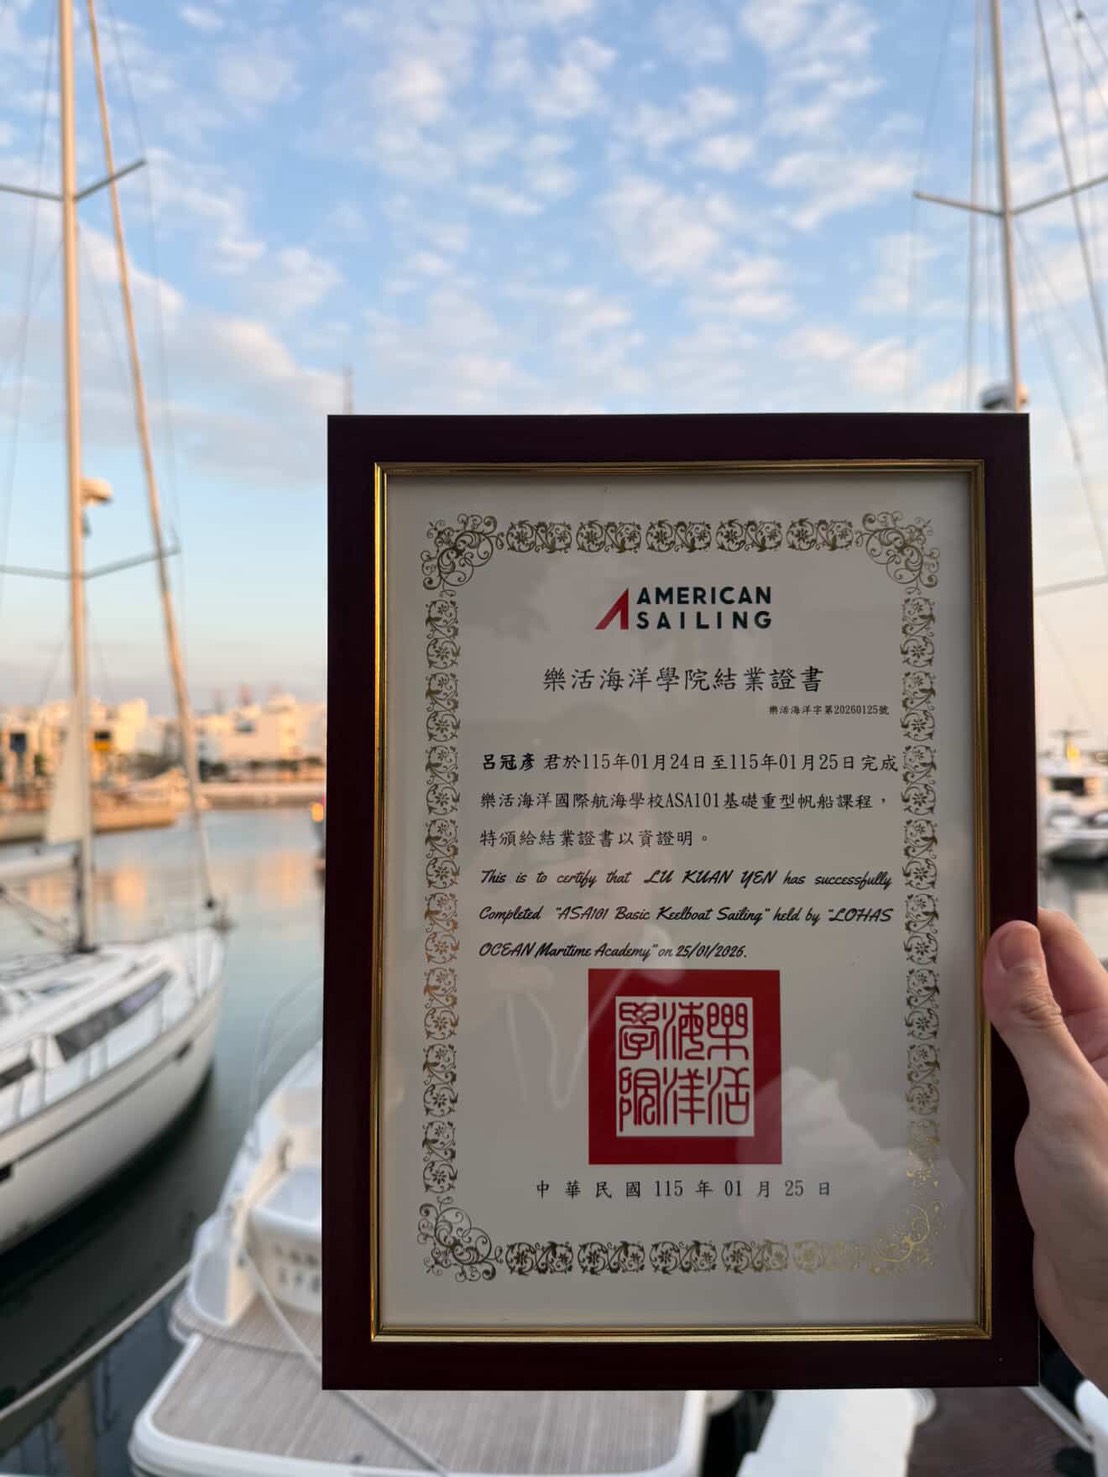 AMERICAN
SAILING
樂活海洋學院結業證書
樂活海洋字第20260125號
呂冠彥 君於115年01月24日至115年01月25日完成
樂活海洋國際航海學校ASA101基礎重型帆船課程，
特頒給結業證書以資證明。
This is to certify that LU KUAN YEN has successfully
Completed "ASA101 Basic Keelboat Sailing" held by "LOHAS
OCEAN Maritime Academy" on 25/01/2026.
樂活
海洋
學院
中華民國 115 年 01 月 25 日